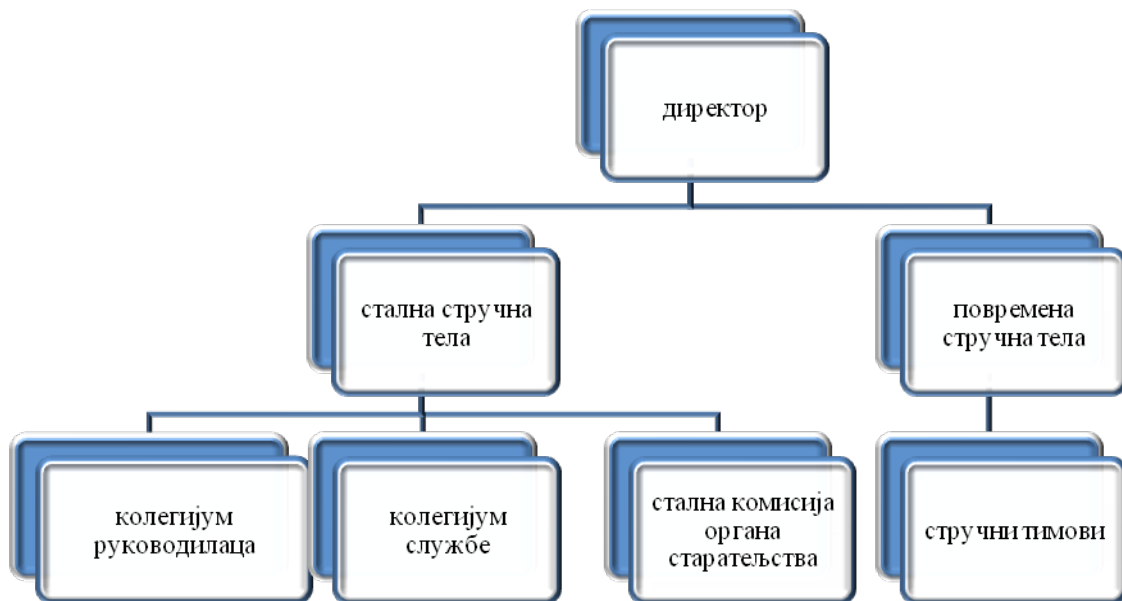 директор
стална стручна
тела
повремена
стручна тела
колегијум
руководилаца
колегијум
службе
стална комисија
органа
старатељства
стручни тимови